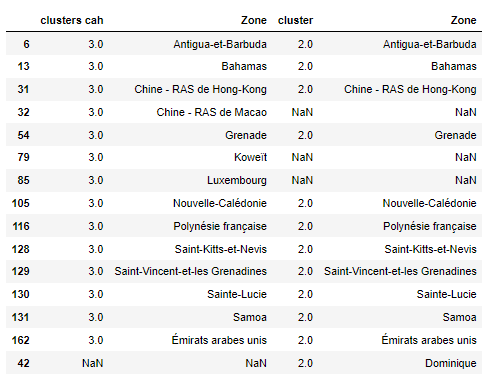 clusters cah Zone cluster Zone
6 3.0 Antigua-et-Barbuda 2.0 Antigua-et-Barbuda
13 3.0 Bahamas 2.0 Bahamas
31 3.0 Chine - RAS de Hong-Kong 2.0 Chine - RAS de Hong-Kong
32 3.0 Chine - RAS de Macao NaN NaN
54 3.0 Grenade 2.0 Grenade
79 3.0 Koweït NaN NaN
85 3.0 Luxembourg NaN NaN
105 3.0 Nouvelle-Calédonie 2.0 Nouvelle-Calédonie
116 3.0 Polynésie française 2.0 Polynésie française
128 3.0 Saint-Kitts-et-Nevis 2.0 Saint-Kitts-et-Nevis
129 3.0 Saint-Vincent-et-les Grenadines 2.0 Saint-Vincent-et-les Grenadines
130 3.0 Sainte-Lucie 2.0 Sainte-Lucie
131 3.0 Samoa 2.0 Samoa
162 3.0 Émirats arabes unis 2.0 Émirats arabes unis
42 NaN NaN 2.0 Dominique